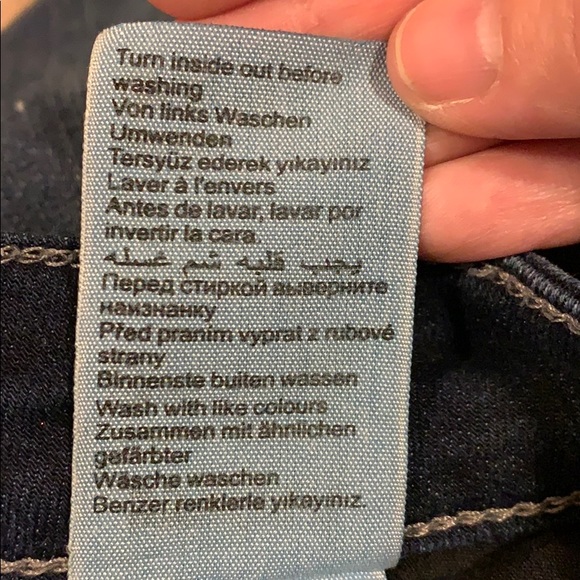 Turn inside out before
washing
Von links Waschen
Umwenden
Tersyüz ederek yıkayınız
Laver à l'envers
Antes de lavar, lavar por
invertir la cara.
يجب قلبه ثم غسله
Перед стиркой выверните
наизнанку
Před praním vyprat z rubové
strany
Binnenste buiten wassen
Wash with like colours
Zusammen mit ähnlichen
gefärbter
Wäsche waschen
Benzer renklerle yıkayınız.